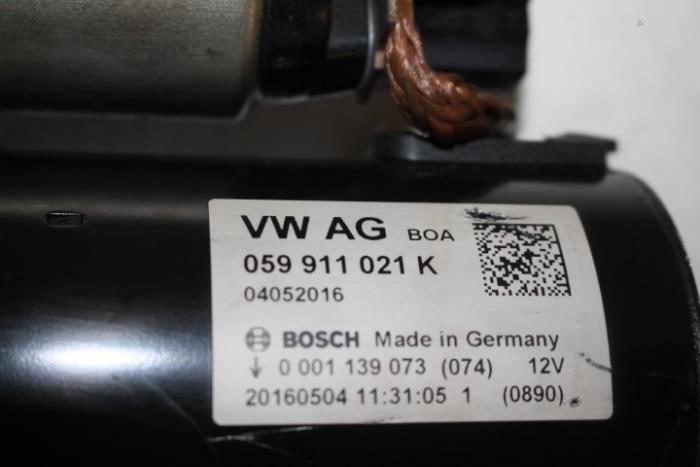 VW AG BOA
059 911 021 K
04052016
BOSCH Made in Germany
↓ 0 001 139 073 (074) 12V
20160504 11:31:05 1 (0890)